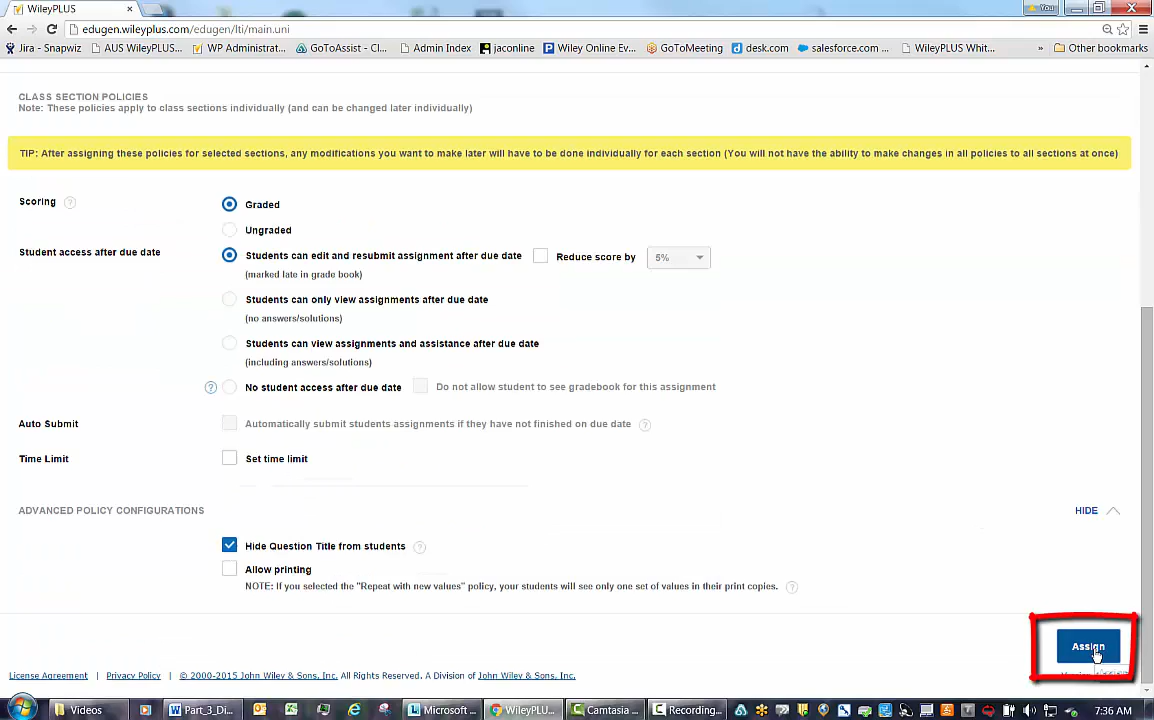 WileyPLUS
You
edugen.wileyplus.com/edugen/lti/main.uni
Jira - Snapwiz AUS WileyPLUS... WP Administrat... GoToAssist - Cl... Admin Index jaconline Wiley Online Ev... GoToMeeting desk.com salesforce.com ... WileyPLUS Whit... » Other bookmarks
CLASS SECTION POLICIES
Note: These policies apply to class sections individually (and can be changed later individually)
TIP: After assigning these policies for selected sections, any modifications you want to make later will have to be done individually for each section (You will not have the ability to make changes in all policies to all sections at once)
Scoring ? Graded
Ungraded
Student access after due date Students can edit and resubmit assignment after due date Reduce score by 5%
(marked late in grade book)
Students can only view assignments after due date
(no answers/solutions)
Students can view assignments and assistance after due date
(including answers/solutions)
? No student access after due date Do not allow student to see gradebook for this assignment
Auto Submit Automatically submit students assignments if they have not finished on due date ?
Time Limit Set time limit
ADVANCED POLICY CONFIGURATIONS HIDE
Hide Question Title from students ?
Allow printing
NOTE: If you selected the "Repeat with new values" policy, your students will see only one set of values in their print copies. ?
Assign
License Agreement | Privacy Policy | © 2000-2015 John Wiley & Sons, Inc. All Rights Reserved. A Division of John Wiley & Sons, Inc.
Videos Part_3_Di... Microsoft ... WileyPLU... Camtasia ... Recording... 7:36 AM